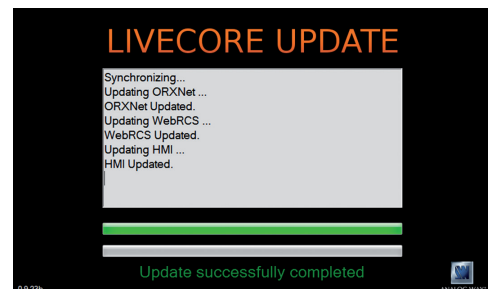 LIVECORE UPDATE
Synchronizing...
Updating ORXNet ...
ORXNet Updated.
Updating WebRCS ...
WebRCS Updated.
Updating HMI ...
HMI Updated.
Update successfully completed